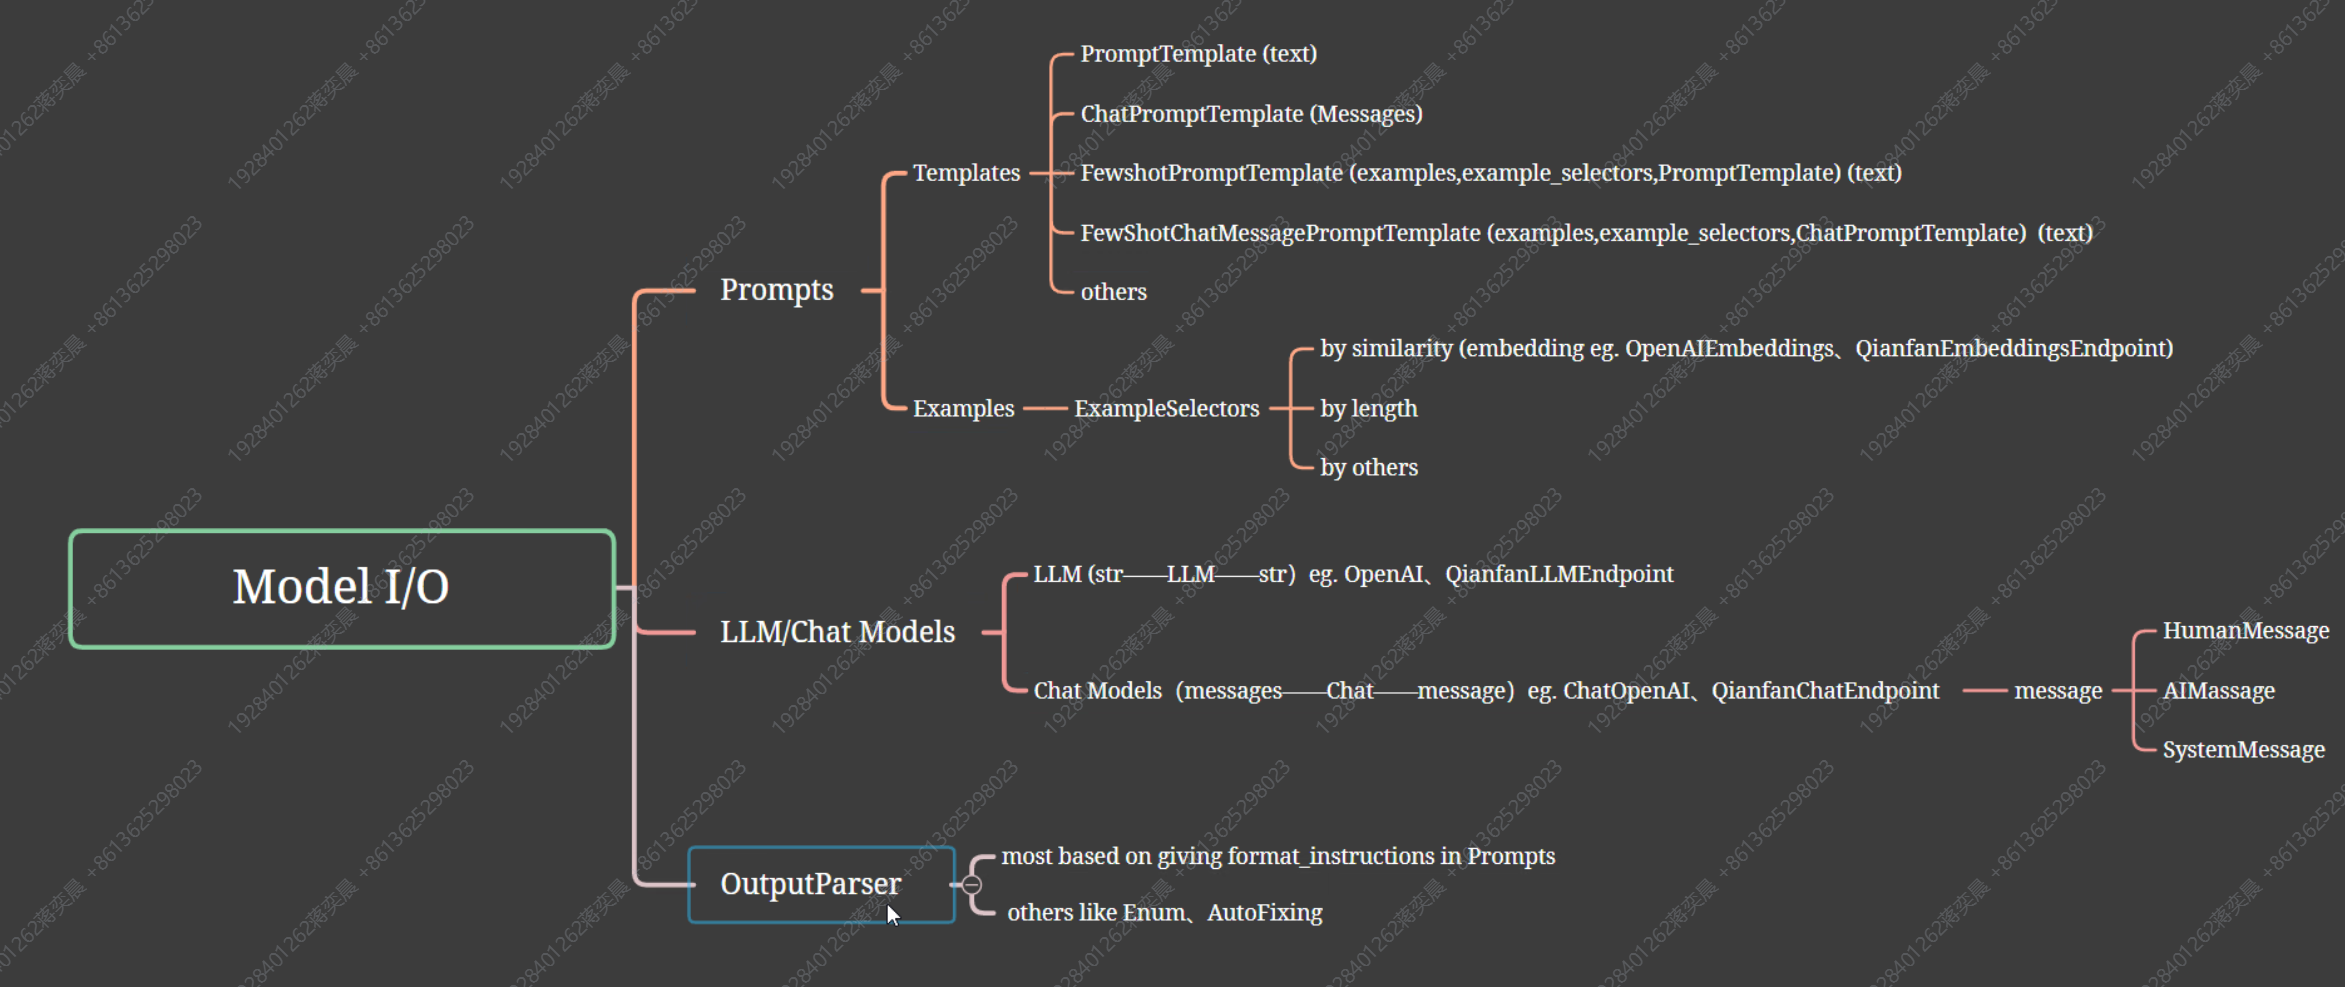 PromptTemplate (text)
ChatPromptTemplate (Messages)
Templates
FewshotPromptTemplate (examples,example_selectors,PromptTemplate) (text)
FewShotChatMessagePromptTemplate (examples,example_selectors,ChatPromptTemplate) (text)
Prompts
others
by similarity (embedding eg. OpenAIEmbeddings、QianfanEmbeddingsEndpoint)
Examples
ExampleSelectors
by length
by others
Model I/O
LLM (str——LLM——str）eg. OpenAI、QianfanLLMEndpoint
LLM/Chat Models
HumanMessage
Chat Models（messages——Chat——message）eg. ChatOpenAI、QianfanChatEndpoint
message
AIMassage
SystemMessage
most based on giving format_instructions in Prompts
OutputParser
others like Enum、AutoFixing
1928401262蒋奕晨 +8613625298023